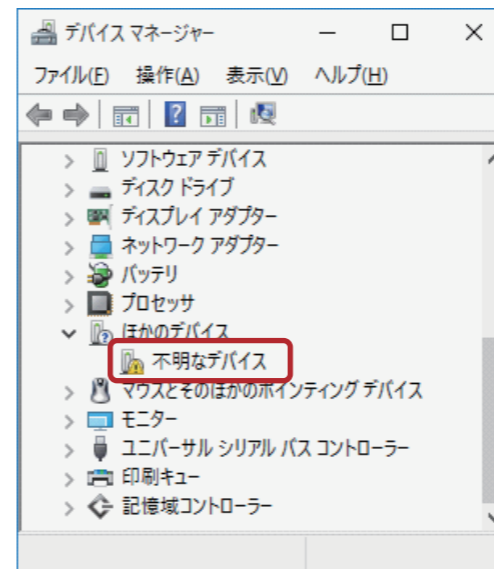 デバイス マネージャー
ファイル(F) 操作(A) 表示(V) ヘルプ(H)
ソフトウェア デバイス
ディスク ドライブ
ディスプレイ アダプター
ネットワーク アダプター
バッテリ
プロセッサ
ほかのデバイス
不明なデバイス
マウスとそのほかのポインティング デバイス
モニター
ユニバーサル シリアル バス コントローラー
印刷キュー
記憶域コントローラー